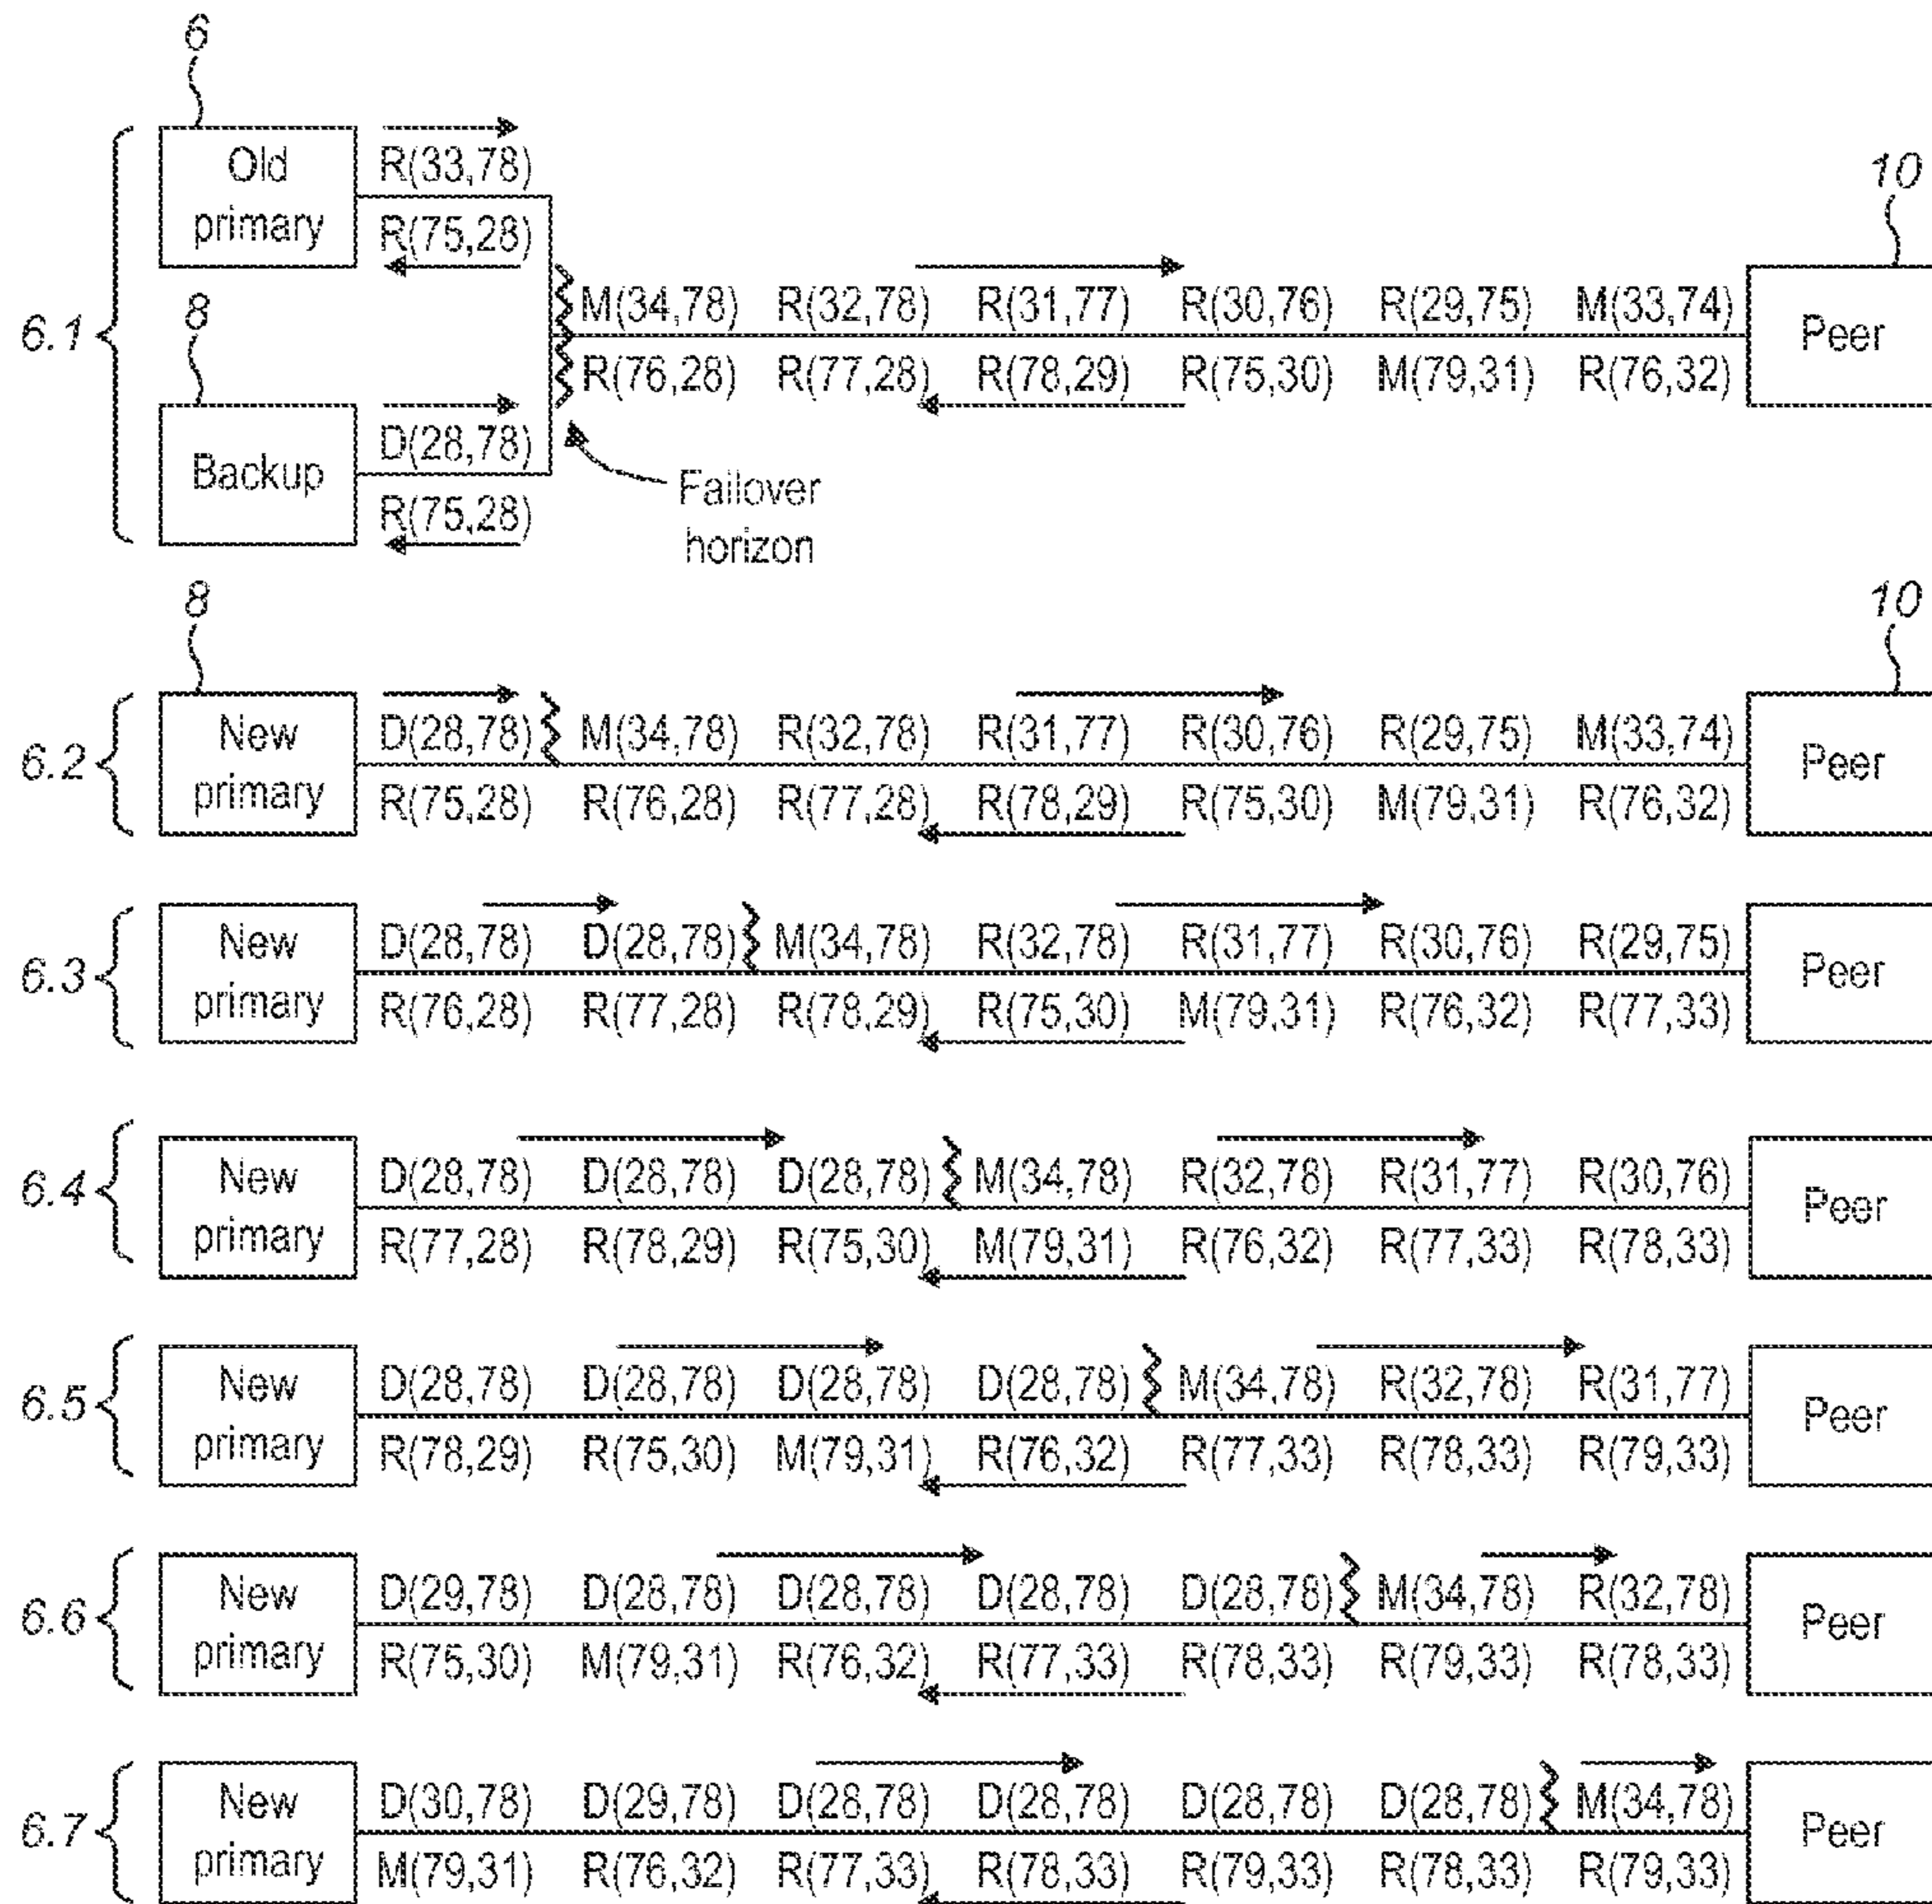 6
Old
primary
R(33,78)
R(75,28)
10
6.1
8
M(34,78) R(32,78) R(31,77) R(30,76) R(29,75) M(33,74)
R(76,28) R(77,28) R(78,29) R(75,30) M(79,31) R(76,32)
Peer
Backup
D(28,78)
R(75,28)
Failover
horizon
8
10
6.2
New
primary
D(28,78) M(34,78) R(32,78) R(31,77) R(30,76) R(29,75) M(33,74)
R(75,28) R(76,28) R(77,28) R(78,29) R(75,30) M(79,31) R(76,32)
Peer
6.3
New
primary
D(28,78) D(28,78) M(34,78) R(32,78) R(31,77) R(30,76) R(29,75)
R(76,28) R(77,28) R(78,29) R(75,30) M(79,31) R(76,32) R(77,33)
Peer
6.4
New
primary
D(28,78) D(28,78) D(28,78) M(34,78) R(32,78) R(31,77) R(30,76)
R(77,28) R(78,29) R(75,30) M(79,31) R(76,32) R(77,33) R(78,33)
Peer
6.5
New
primary
D(28,78) D(28,78) D(28,78) D(28,78) M(34,78) R(32,78) R(31,77)
R(78,29) R(75,30) M(79,31) R(76,32) R(77,33) R(78,33) R(79,33)
Peer
6.6
New
primary
D(29,78) D(28,78) D(28,78) D(28,78) D(28,78) M(34,78) R(32,78)
R(75,30) M(79,31) R(76,32) R(77,33) R(78,33) R(79,33) R(78,33)
Peer
6.7
New
primary
D(30,78) D(29,78) D(28,78) D(28,78) D(28,78) D(28,78) M(34,78)
M(79,31) R(76,32) R(77,33) R(78,33) R(79,33) R(78,33) R(79,33)
Peer